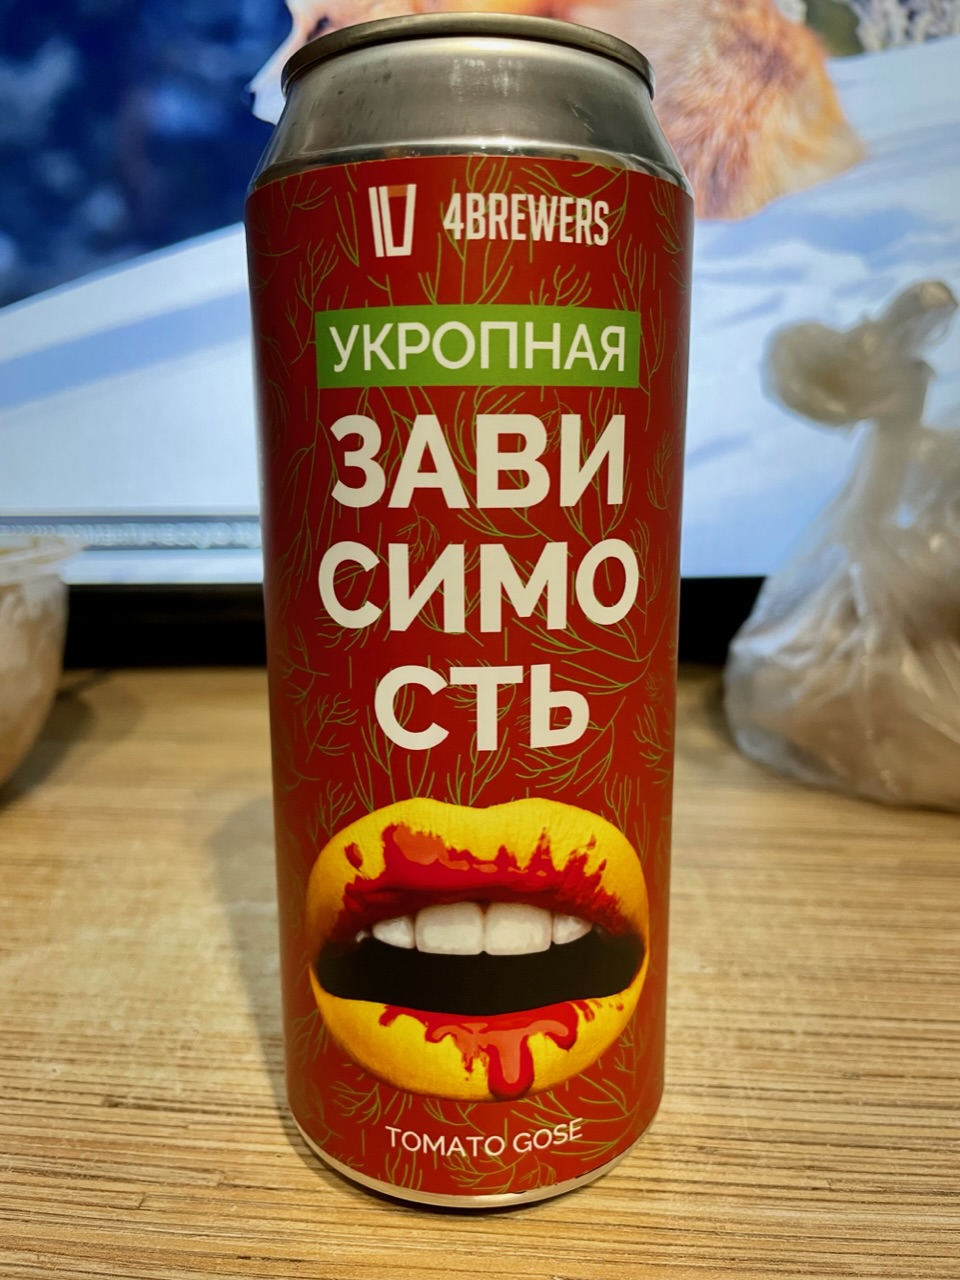 4BREWERS
УКРОПНАЯ
ЗАВИ
СИМО
СТЬ
TOMATO GOSE